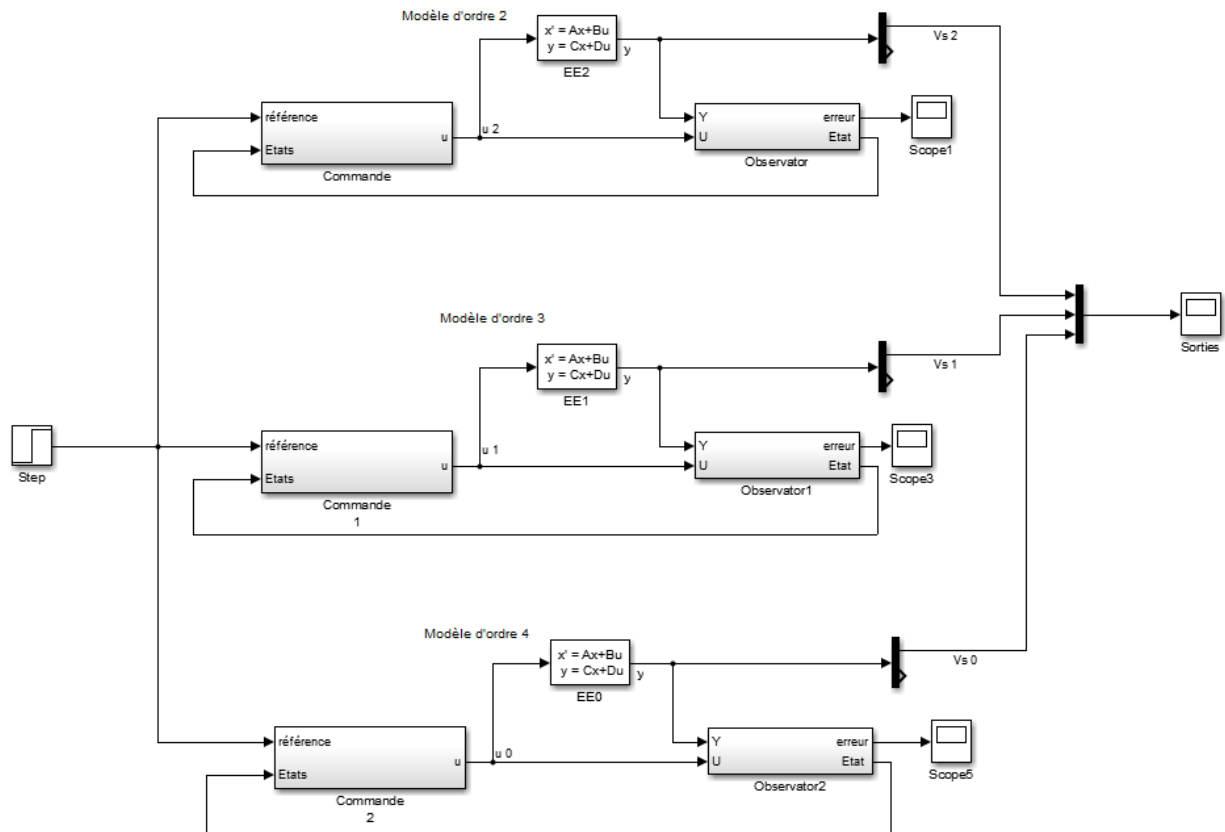 Modèle d'ordre 2
x' = Ax+Bu
y = Cx+Du
y
EE2
Vs 2
référence
Etats
u
u 2
Commande
Y
U
erreur
Etat
Observator
Scope1
Modèle d'ordre 3
x' = Ax+Bu
y = Cx+Du
y
EE1
Vs 1
Sorties
Step
référence
Etats
u
u 1
Commande
1
Y
U
erreur
Etat
Observator1
Scope3
Modèle d'ordre 4
x' = Ax+Bu
y = Cx+Du
y
EE0
Vs 0
référence
Etats
u
u 0
Commande
2
Y
U
erreur
Etat
Observator2
Scope5